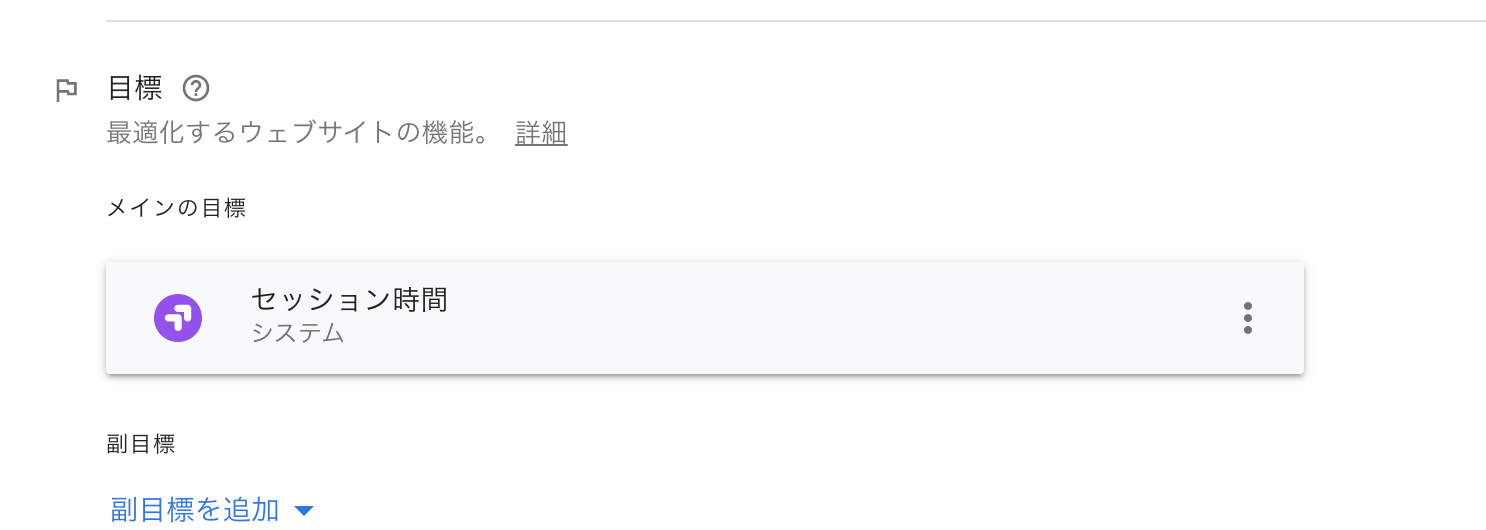 目標
最適化するウェブサイトの機能。 詳細
メインの目標
セッション時間
システム
副目標
副目標を追加